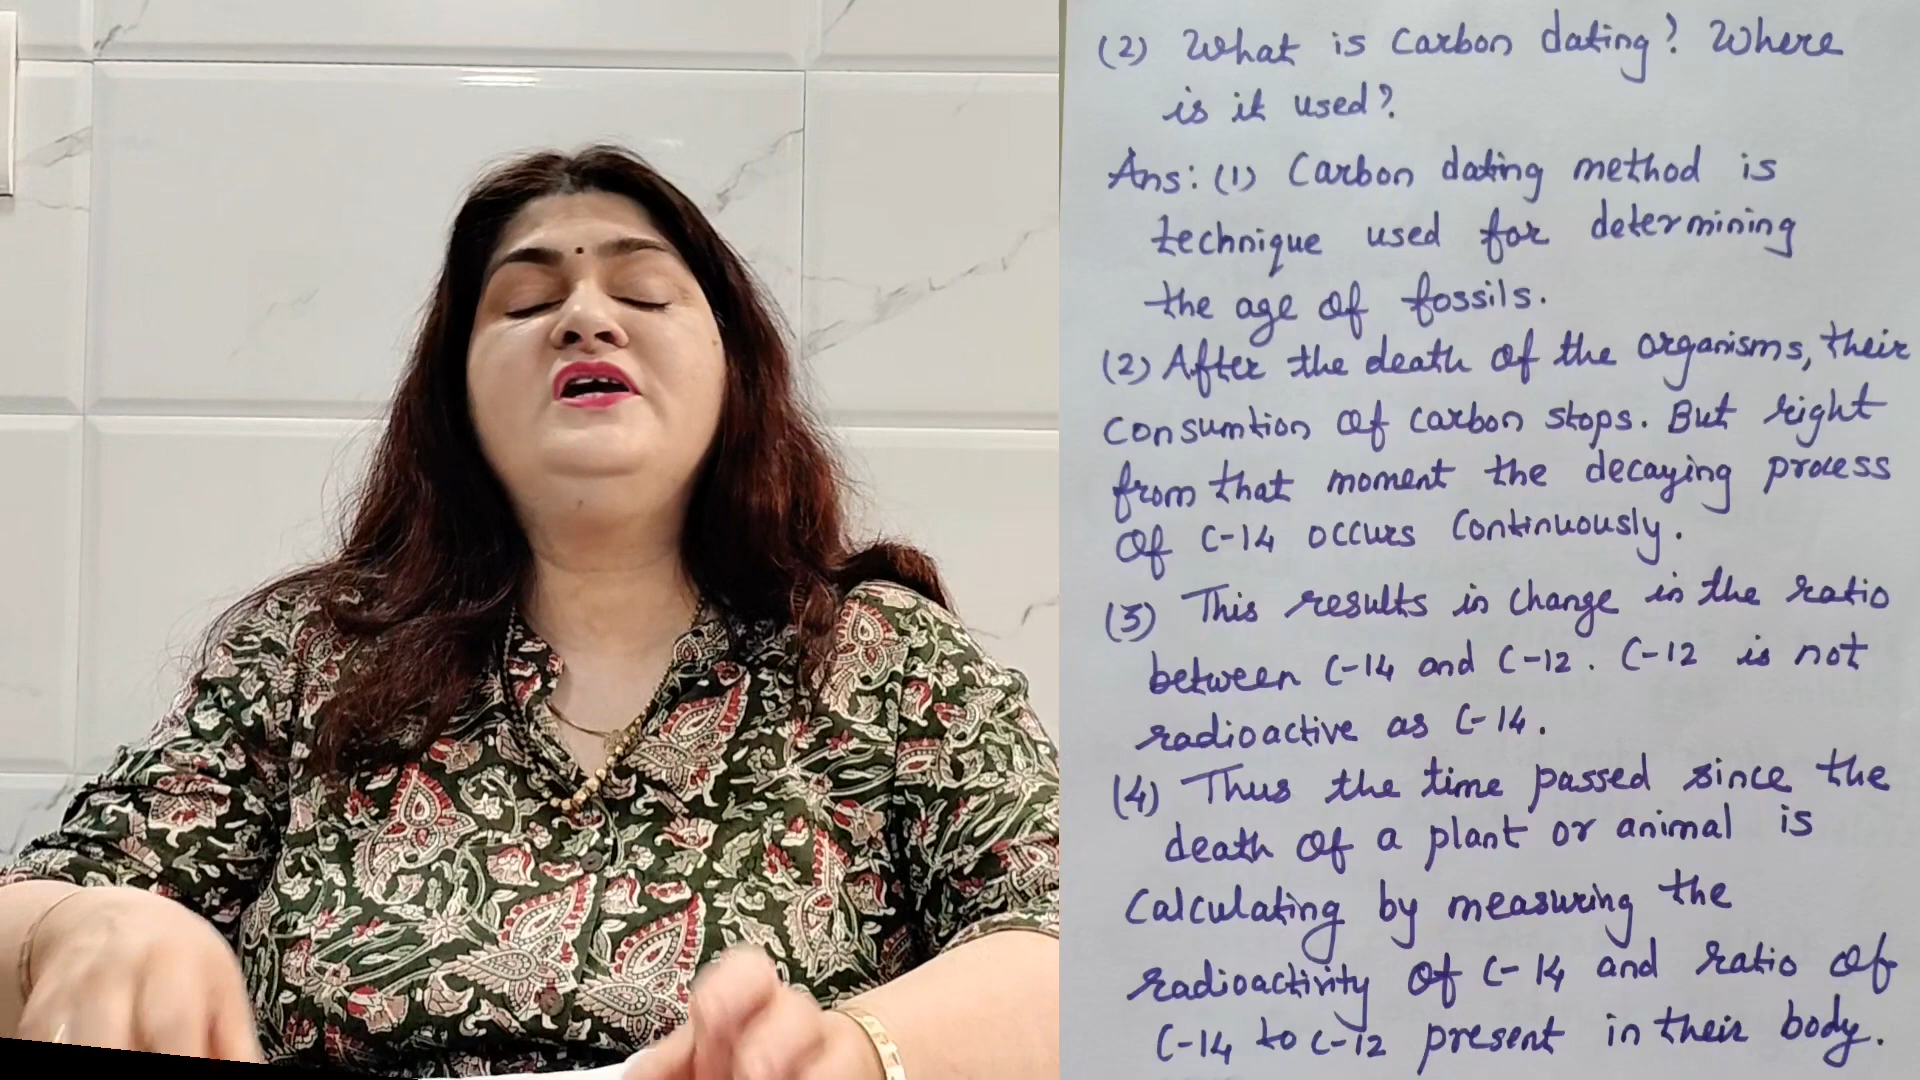 (2) What is carbon dating? Where
is it used?
Ans: (1) Carbon dating method is
technique used for determining
the age of fossils.
(2) After the death of the organisms, their
consumtion of carbon stops. But right
from that moment the decaying process
of C-14 occurs continuously.
(3) This results in change in the ratio
between C-14 and C-12. C-12 is not
radioactive as C-14.
(4) Thus the time passed since the
death of a plant or animal is
Calculating by measuring the
radioactivity of C-14 and ratio of
C-14 to C-12 present in their body.